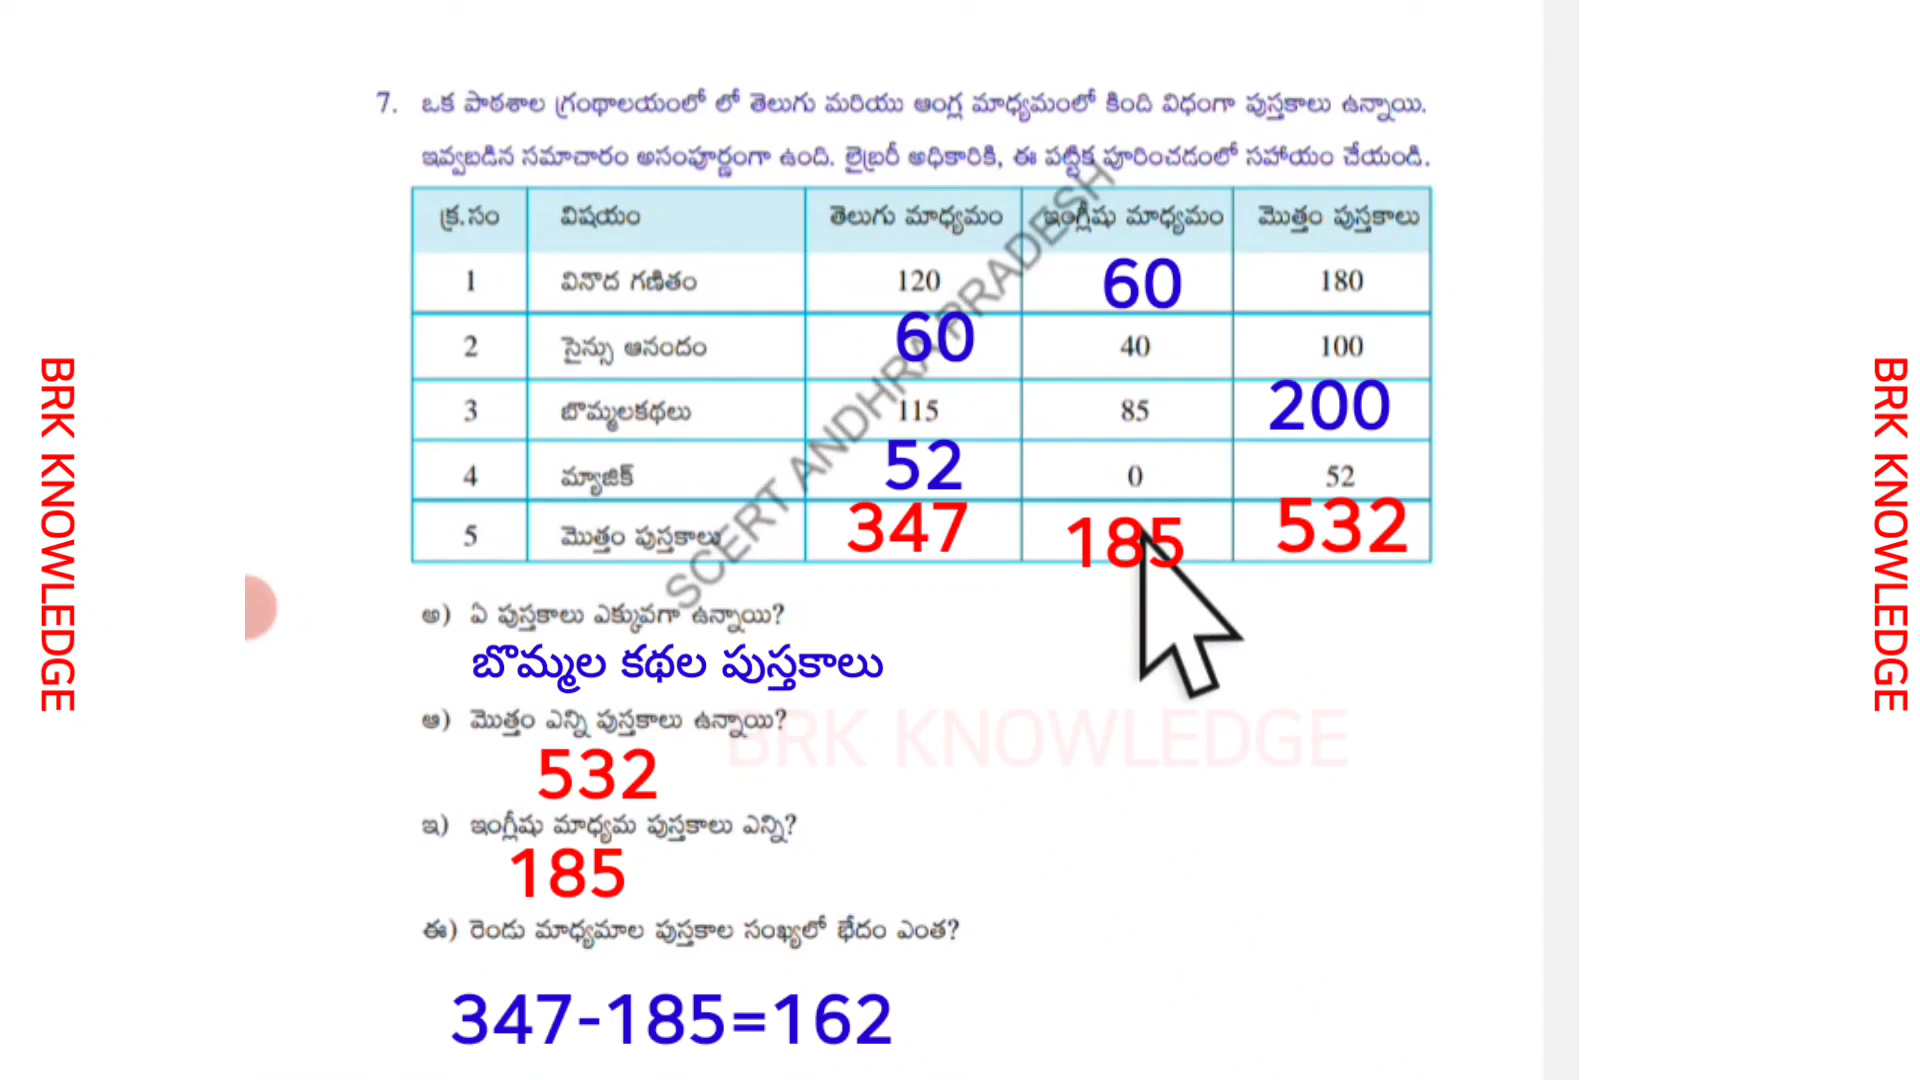 7. ఒక పాఠశాల గ్రంథాలయంలో లో తెలుగు మరియు ఆంగ్ల మాధ్యమంలో కింది విధంగా పుస్తకాలు ఉన్నాయి.
ఇవ్వబడిన సమాచారం అసంపూర్ణంగా ఉంది. లైబ్రరీ అధికారికి, ఈ పట్టిక పూరించడంలో సహాయం చేయండి.
క్ర.సం విషయం తెలుగు మాధ్యమం ఇంగ్లీషు మాధ్యమం మొత్తం పుస్తకాలు
1 వినోద గణితం 120 60 180
2 సైన్సు ఆనందం 60 40 100
3 బొమ్మలకథలు 115 85 200
4 మ్యాజిక్ 52 0 52
5 మొత్తం పుస్తకాలు 347 185 532
SCERT ANDHRA PRADESH
అ) ఏ పుస్తకాలు ఎక్కువగా ఉన్నాయి?
బొమ్మల కథల పుస్తకాలు
ఆ) మొత్తం ఎన్ని పుస్తకాలు ఉన్నాయి?
BRK KNOWLEDGE
532
ఇ) ఇంగ్లీషు మాధ్యమ పుస్తకాలు ఎన్ని?
185
ఈ) రెండు మాధ్యమాల పుస్తకాల సంఖ్యలో భేదం ఎంత?
347-185=162
BRK KNOWLEDGE
BRK KNOWLEDGE